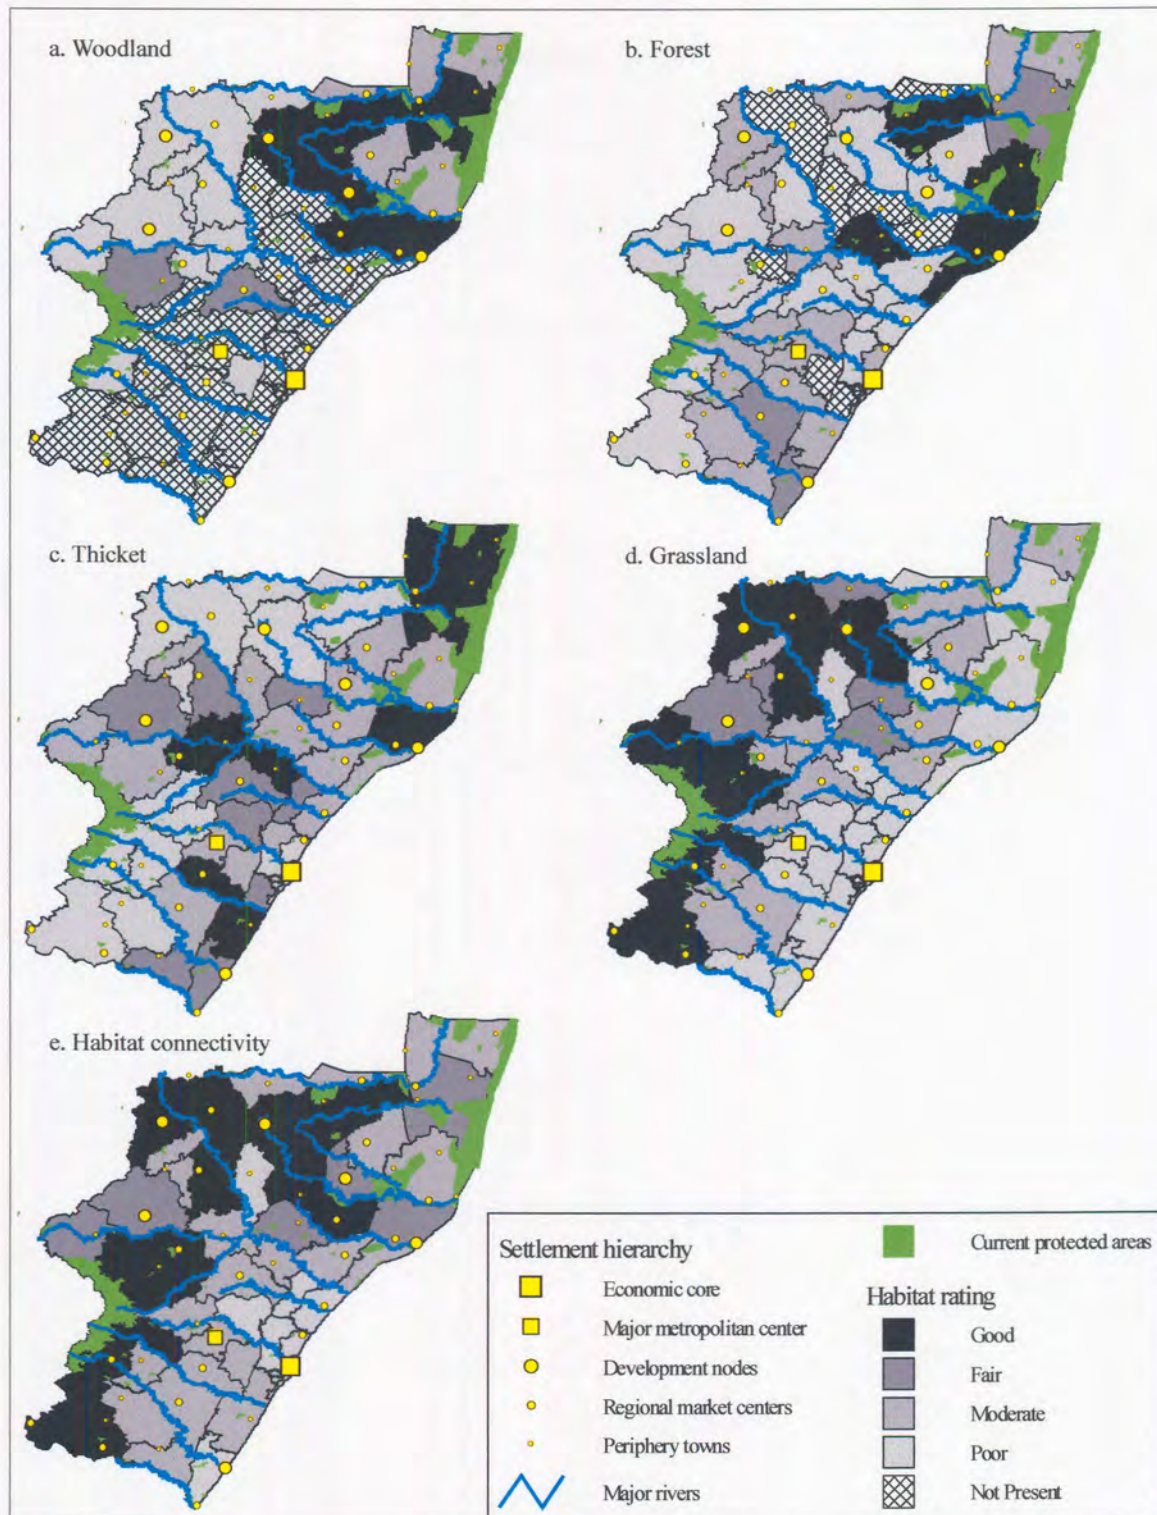 a. Woodland
b. Forest
c. Thicket
d. Grassland
e. Habitat connectivity
Settlement hierarchy
Economic core
Major metropolitan center
Development nodes
Regional market centers
Periphery towns
Major rivers
Current protected areas
Habitat rating
Good
Fair
Moderate
Poor
Not Present